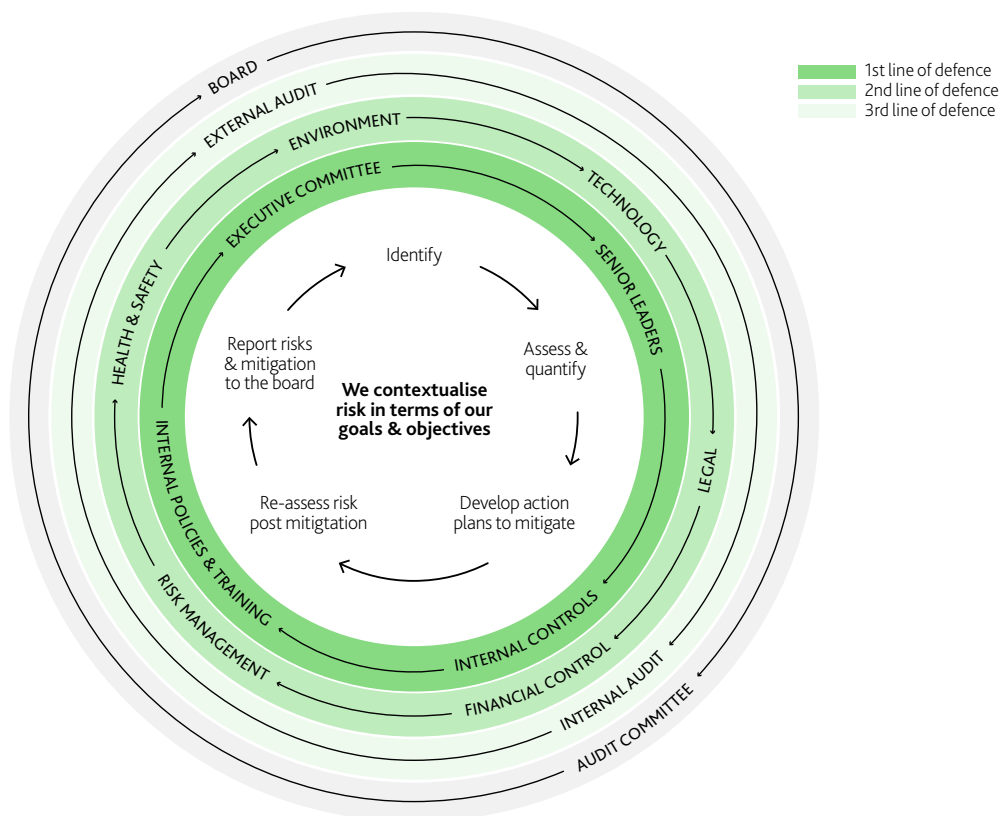 BOARD
EXTERNAL AUDIT
ENVIRONMENT
EXECUTIVE COMMITTEE
TECHNOLOGY
SENIOR LEADERS
HEALTH & SAFETY
LEGAL
INTERNAL POLICIES & TRAINING
RISK MANAGEMENT
INTERNAL CONTROLS
FINANCIAL CONTROL
INTERNAL AUDIT
AUDIT COMMITTEE
Identify
Assess &
quantify
Develop action
plans to mitigate
Re-assess risk
post mitigtation
Report risks
& mitigation
to the board
We contextualise
risk in terms of our
goals & objectives
1st line of defence
2nd line of defence
3rd line of defence